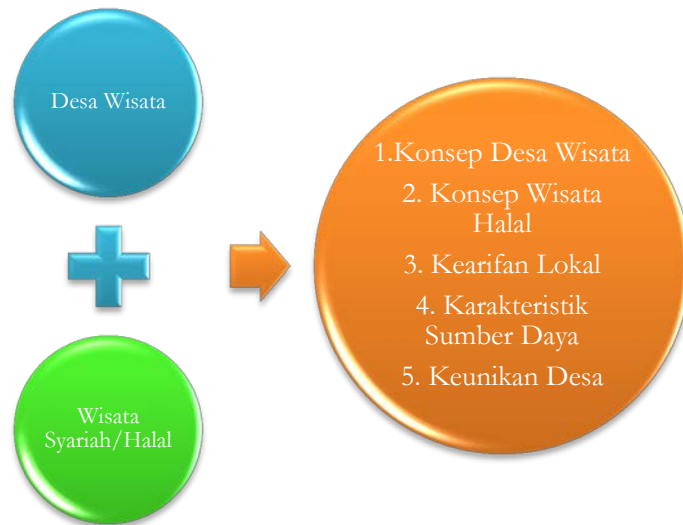 Desa Wisata
Wisata
Syariah/Halal
1.Konsep Desa Wisata
2. Konsep Wisata
Halal
3. Kearifan Lokal
4. Karakteristik
Sumber Daya
5. Keunikan Desa